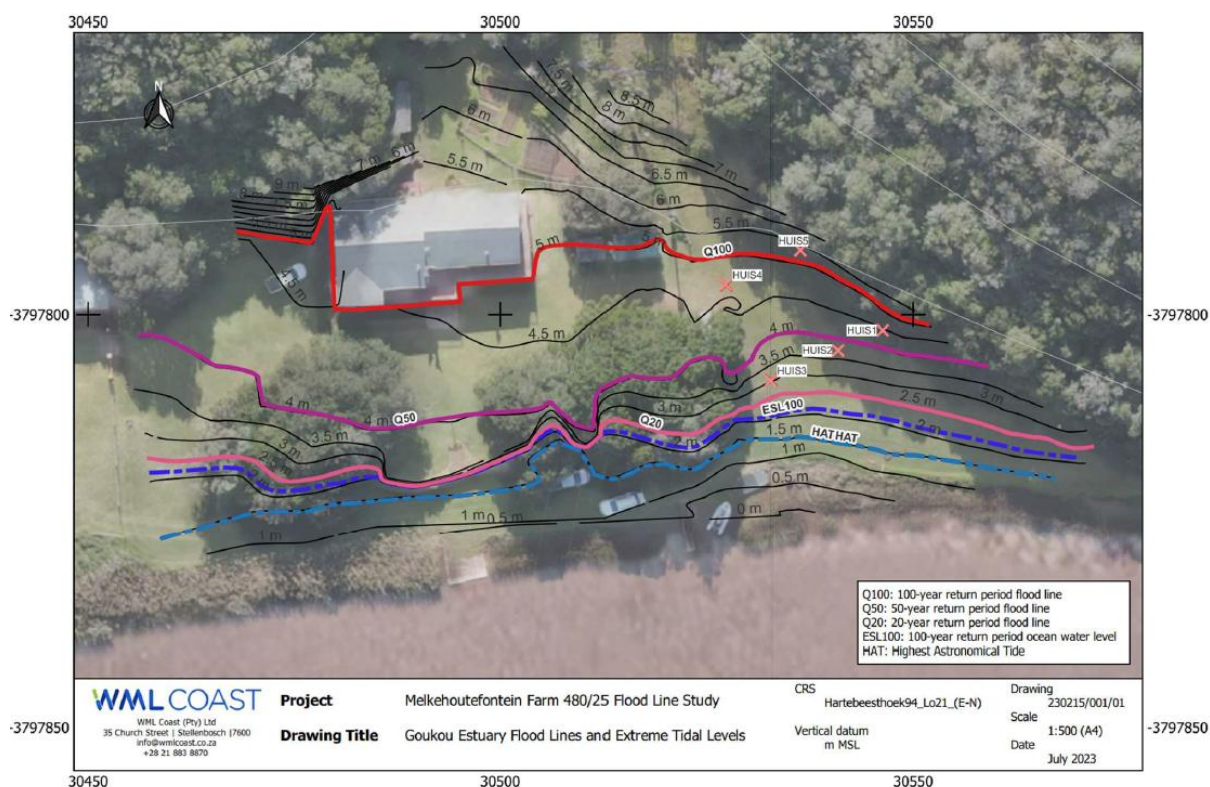 30450 30500 30550
N
8.5 m
7.5 m
8 m
7 m
6 m
7 m
6 m
5.5 m
6.5 m
9 m
6 m
8 m
5.5 m
5 m
Q100
HUIS5
4.5 m
HUIS4
-3797800 -3797800
4.5 m
4 m
HUIS1
HUIS2
3.5 m
HUIS3
3 m
4 m
4 m
Q50
3 m
2.5 m
ESL100
Q20
3.5 m
3 m
2 m
2 m
1.5 m
HAT HAT
2.5 m
1 m
0.5 m
1 m
0.5 m
0 m
1 m
Q100: 100-year return period flood line
Q50: 50-year return period flood line
Q20: 20-year return period flood line
ESL100: 100-year return period ocean water level
HAT: Highest Astronomical Tide
WML COAST
WML Coast (Pty) Ltd
35 Church Street | Stellenbosch |7600
info@wmlcoast.co.za
+28 21 883 8870
Project Melkehoutefontein Farm 480/25 Flood Line Study
Drawing Title Goukou Estuary Flood Lines and Extreme Tidal Levels
CRS
Hartebeesthoek94_Lo21_(E-N)
Vertical datum
m MSL
Drawing
230215/001/01
Scale
1:500 (A4)
Date
July 2023
-3797850 -3797850
30450 30500 30550